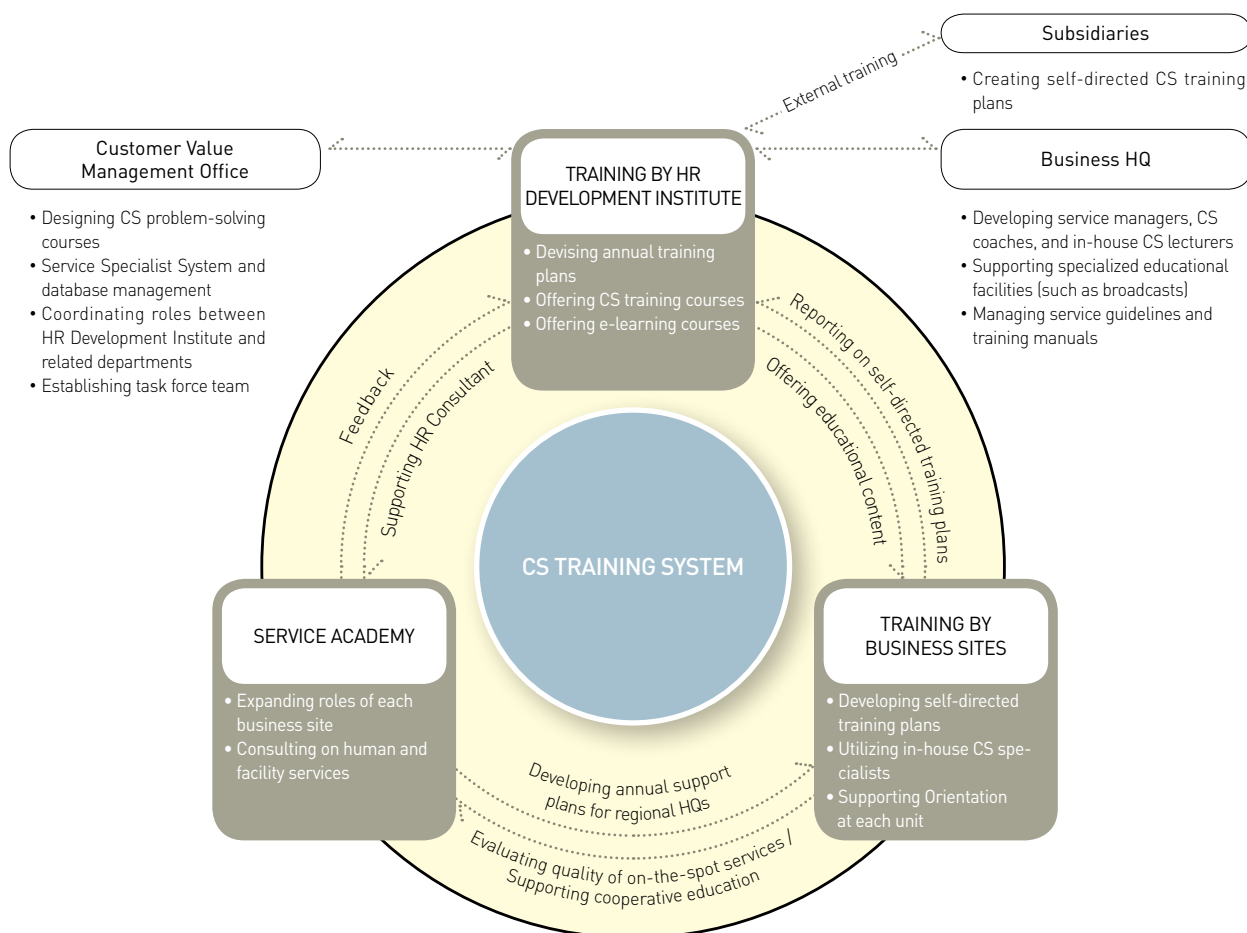 Subsidiaries
• Creating self-directed CS training
plans
External training
Customer Value
Management Office
• Designing CS problem-solving
courses
• Service Specialist System and
database management
• Coordinating roles between
HR Development Institute and
related departments
• Establishing task force team
TRAINING BY HR
DEVELOPMENT INSTITUTE
• Devising annual training
plans
• Offering CS training courses
• Offering e-learning courses
Business HQ
• Developing service managers, CS
coaches, and in-house CS lecturers
• Supporting specialized educational
facilities (such as broadcasts)
• Managing service guidelines and
training manuals
Feedback
Supporting HR Consultant
Offering educational content
Reporting on self-directed training plans
CS TRAINING SYSTEM
SERVICE ACADEMY
• Expanding roles of each
business site
• Consulting on human and
facility services
TRAINING BY
BUSINESS SITES
• Developing self-directed
training plans
• Utilizing in-house CS spe-
cialists
• Supporting Orientation
at each unit
Developing annual support
plans for regional HQs
Evaluating quality of on-the-spot services /
Supporting cooperative education